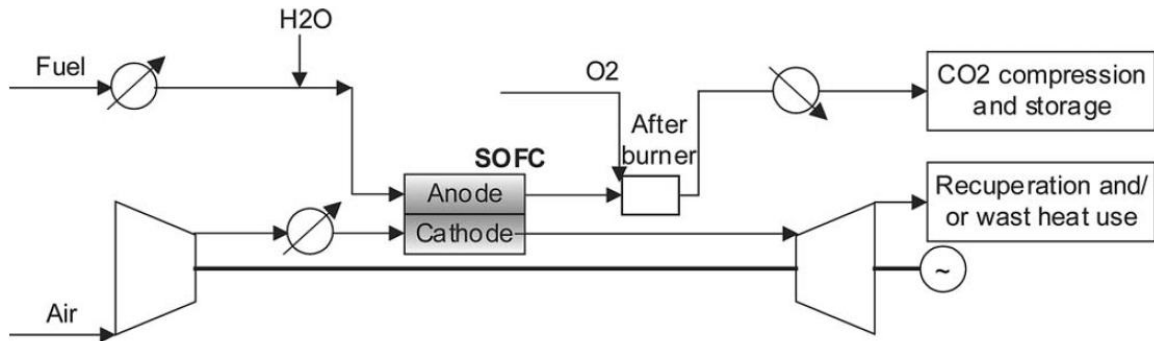 H2O
Fuel
O2
CO2 compression
and storage
After
burner
SOFC
Anode
Cathode
Recuperation and/
or wast heat use
~
Air